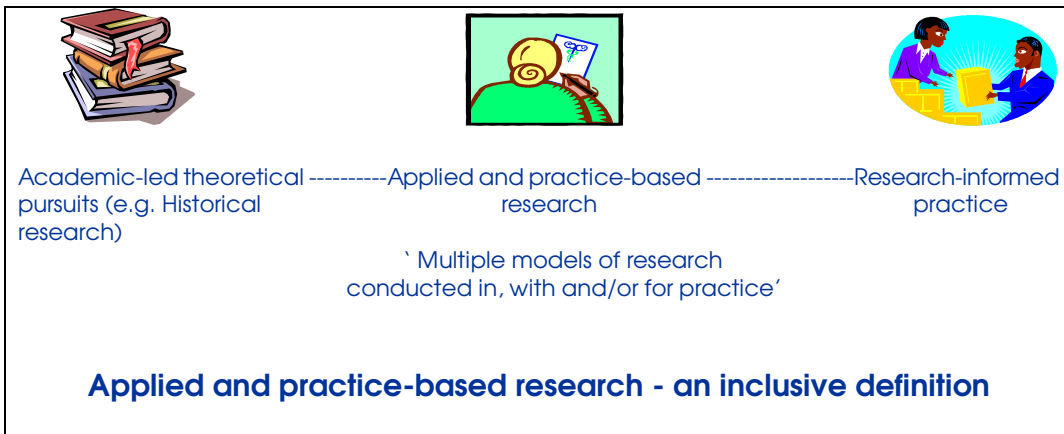 Academic-led theoretical ----------Applied and practice-based -------------------Research-informed
pursuits (e.g. Historical research practice
research)
‘ Multiple models of research
conducted in, with and/or for practice’
Applied and practice-based research - an inclusive definition